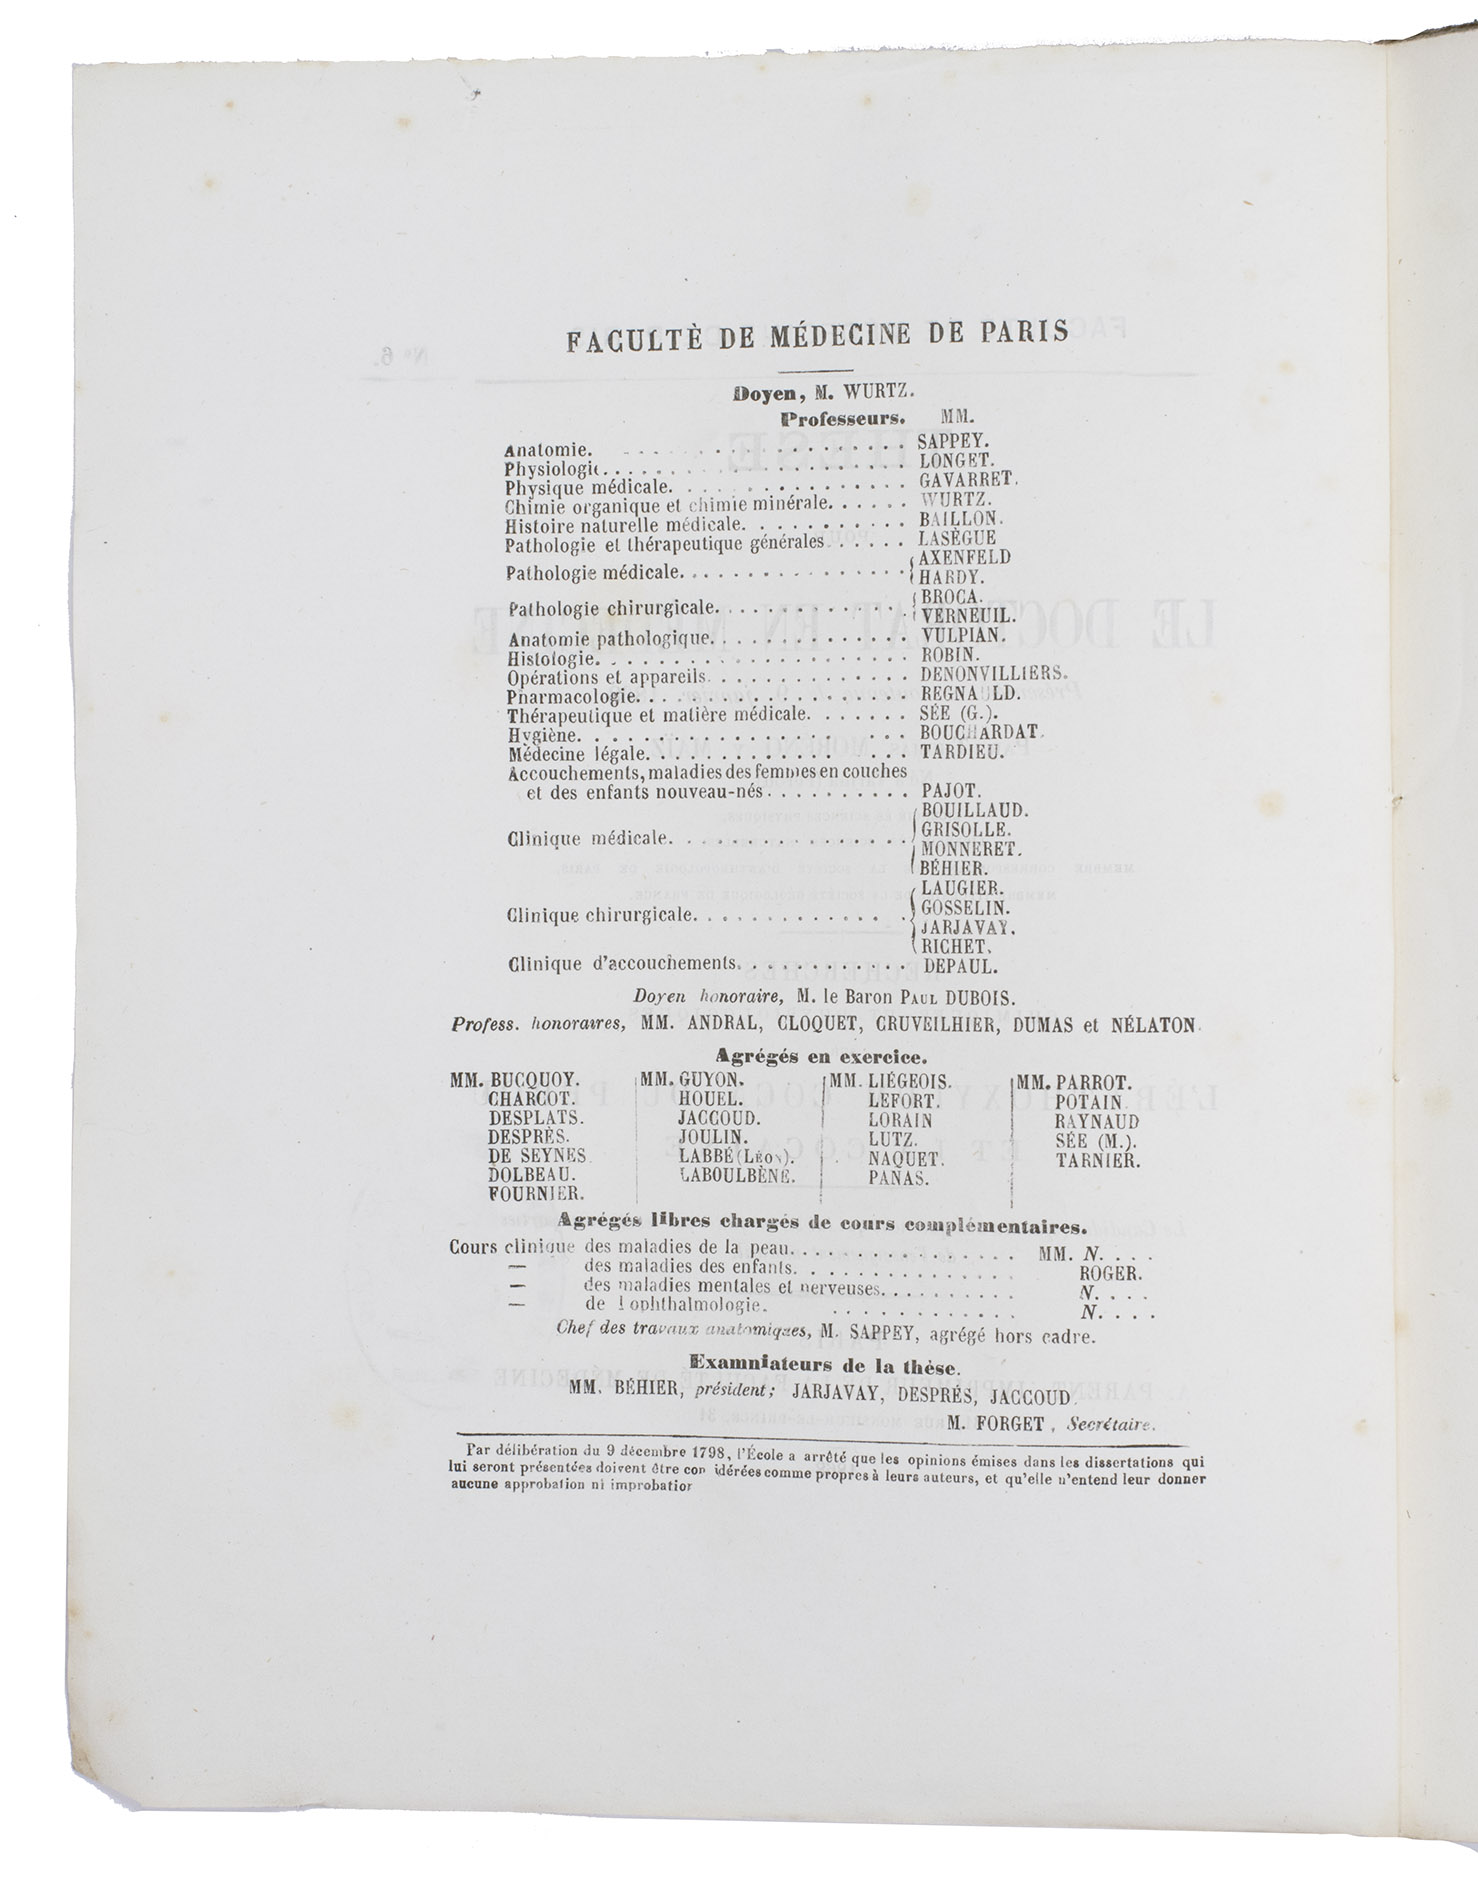 FACULTÈ DE MÉDECINE DE PARIS
Doyen, M. WURTZ.
Professeurs. MM.
Anatomie. SAPPEY.
Physiologie. LONGET.
Physique médicale. GAVARRET.
Chimie organique et chimie minérale. WURTZ.
Histoire naturelle médicale. BAILLON.
Pathologie et thérapeutique générales. LASÈGUE
Pathologie médicale. AXENFELD
HARDY.
Pathologie chirurgicale. BROCA.
VERNEUIL.
Anatomie pathologique. VULPIAN.
Histologie. ROBIN.
Opérations et appareils. DENONVILLIERS.
Pharmacologie. REGNAULD.
Thérapeutique et matière médicale. SÉE (G.).
Hygiène. BOUCHARDAT.
Médecine légale. TARDIEU.
Accouchements, maladies des femmes en couches
et des enfants nouveau-nés. PAJOT.
Clinique médicale. BOUILLAUD.
GRISOLLE.
MONNERET.
BÉHIER.
Clinique chirurgicale. LAUGIER.
GOSSELIN.
JARJAVAY.
RICHET.
Clinique d'accouchements. DEPAUL.
Doyen honoraire, M. le Baron PAUL DUBOIS.
Profess. honoraires, MM. ANDRAL, CLOQUET, CRUVEILHIER, DUMAS et NÉLATON.
Agrégés en exercice.
MM. BUCQUOY. MM. GUYON. MM. LIÉGEOIS. MM. PARROT.
CHARCOT. HOUEL. LEFORT. POTAIN.
DESPLATS. JACCOUD. LORAIN RAYNAUD
DESPRÈS. JOULIN. LUTZ. SÉE (M.).
DE SEYNES LABBÉ (LÉON). NAQUET. TARNIER.
DOLBEAU. LABOULBÈNE. PANAS.
FOURNIER.
Agrégés libres chargés de cours complémentaires.
Cours clinique des maladies de la peau. MM. N. . . .
— des maladies des enfants. ROGER.
— des maladies mentales et nerveuses. N. . . .
— de l'ophthalmologie. N. . . .
Chef des travaux anatomiques, M. SAPPEY, agrégé hors cadre.
Examniateurs de la thèse.
MM. BÉHIER, président; JARJAVAY, DESPRÉS, JACCOUD.
M. FORGET, Secrétaire.
Par délibération du 9 décembre 1798, l'École a arrêté que les opinions émises dans les dissertations qui
lui seront présentées doivent être considérées comme propres à leurs auteurs, et qu'elle n'entend leur donner
aucune approbation ni improbation